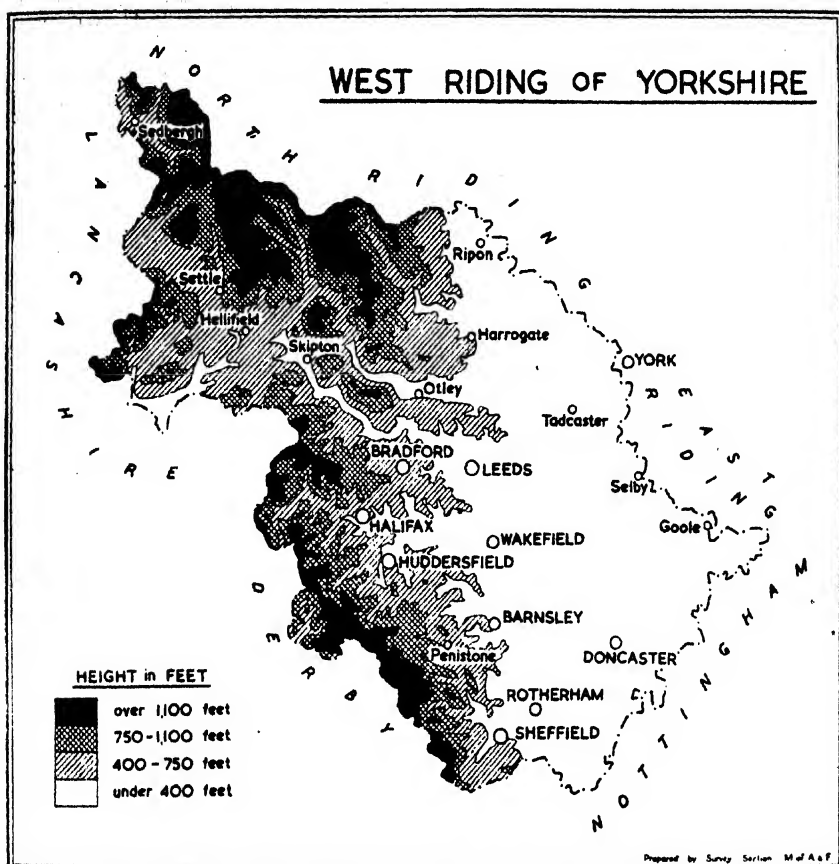 WEST RIDING OF YORKSHIRE
NORTH RIDING
LANCASHIRE
Sedbergh
Ripon
Settle
Hellifield
Harrogate
Skipton
YORK
EAST RIDING
Otley
Tadcaster
BRADFORD
LEEDS
Selby
HALIFAX
Goole
WAKEFIELD
HUDDERSFIELD
DERBY
NOTTINGHAM
BARNSLEY
Penistone
DONCASTER
ROTHERHAM
SHEFFIELD
HEIGHT in FEET
over 1,100 feet
750-1,100 feet
400-750 feet
under 400 feet
Prepared by Survey Section M of A & F